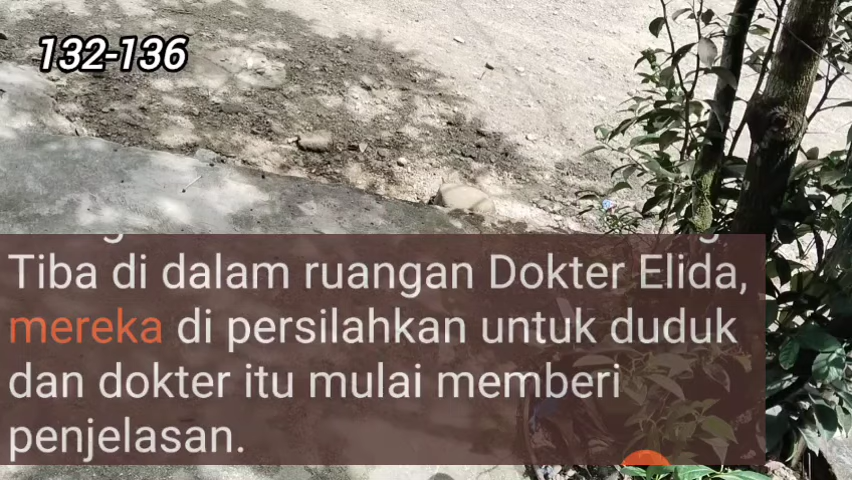 132-136
Tiba di dalam ruangan Dokter Elida,
mereka di persilahkan untuk duduk
dan dokter itu mulai memberi
penjelasan.